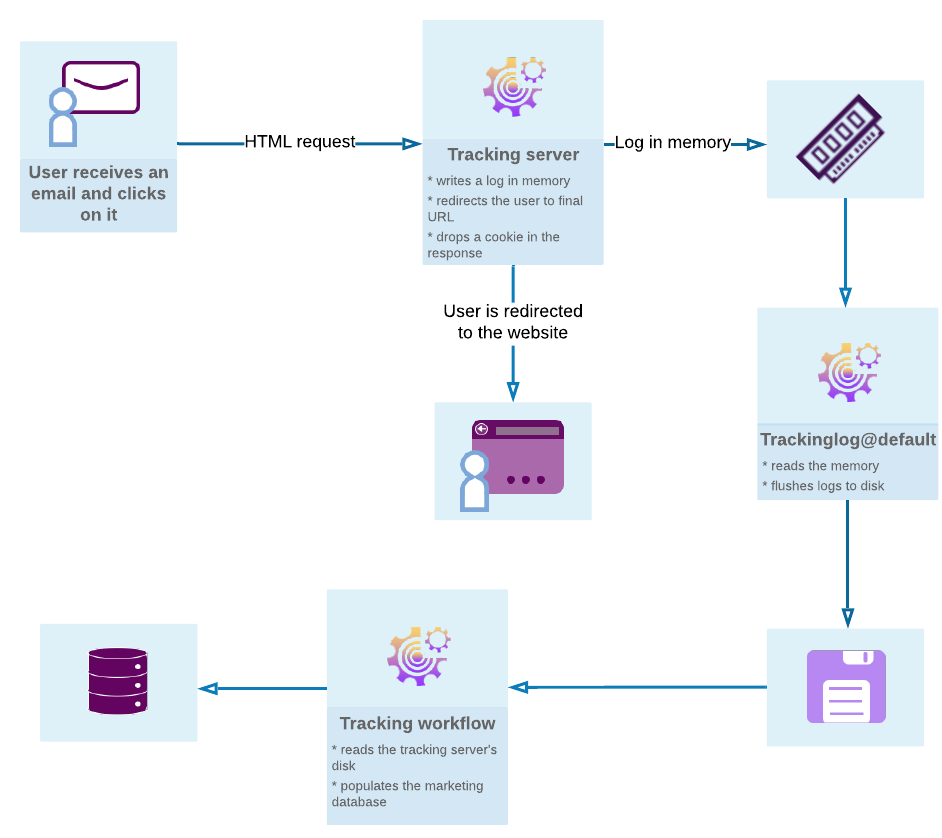 User receives an
email and clicks
on it
HTML request
Tracking server
* writes a log in memory
* redirects the user to final
URL
* drops a cookie in the
response
Log in memory
User is redirected
to the website
Trackinglog@default
* reads the memory
* flushes logs to disk
Tracking workflow
* reads the tracking server's
disk
* populates the marketing
database